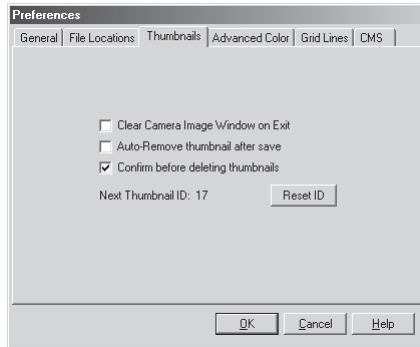 Preferences
General File Locations Thumbnails Advanced Color Grid Lines CMS
Clear Camera Image Window on Exit
Auto-Remove thumbnail after save
Confirm before deleting thumbnails
Next Thumbnail ID: 17 Reset ID
OK Cancel Help